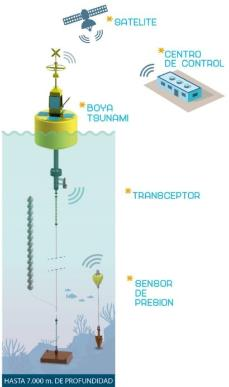 *SATELITE
*CENTRO
DE CONTROL
*BOYA
TSUNAMI
*TRANSCEPTOR
*SENSOR
DE
PRESION
HASTA 7.000 m. DE PROFUNDIDAD